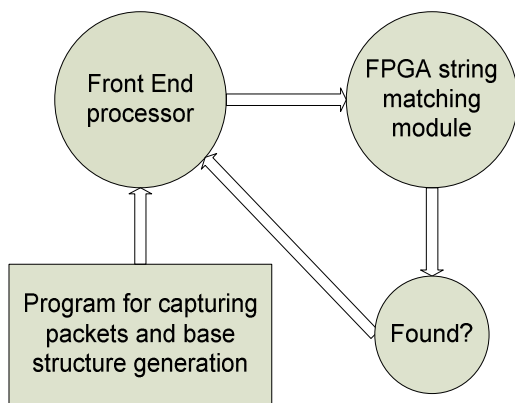 Front End
processor
FPGA string
matching
module
Program for capturing
packets and base
structure generation
Found?